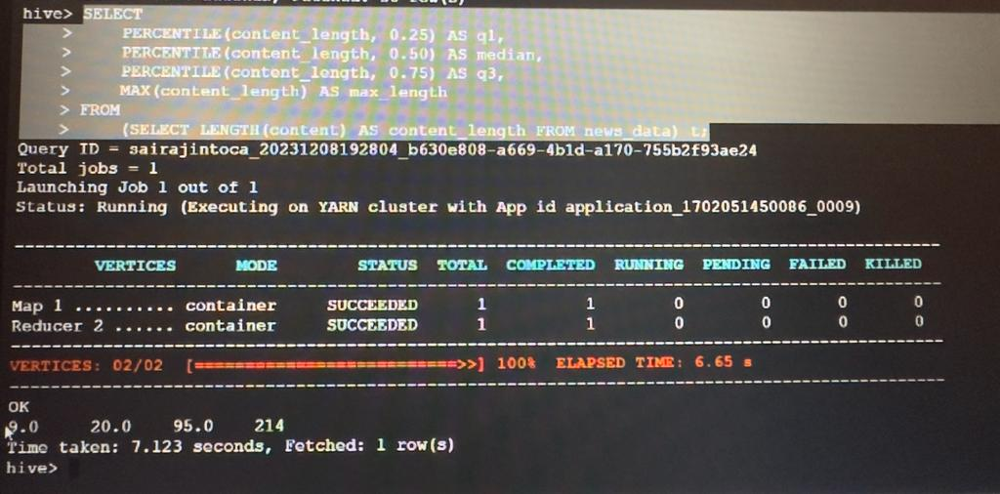 hive> SELECT
> PERCENTILE(content_length, 0.25) AS q1,
> PERCENTILE(content_length, 0.50) AS median,
> PERCENTILE(content_length, 0.75) AS q3,
> MAX(content_length) AS max_length
> FROM
> (SELECT LENGTH(content) AS content_length FROM news_data) t;
Query ID = sairajintoca_20231208192804_b630e808-a669-4b1d-a170-755b2f93ae24
Total jobs = 1
Launching Job 1 out of 1
Status: Running (Executing on YARN cluster with App id application_1702051450086_0009)
----------------------------------------------------------------------------------------------
VERTICES MODE STATUS TOTAL COMPLETED RUNNING PENDING FAILED KILLED
----------------------------------------------------------------------------------------------
Map 1 .......... container SUCCEEDED 1 1 0 0 0 0
Reducer 2 ...... container SUCCEEDED 1 1 0 0 0 0
----------------------------------------------------------------------------------------------
VERTICES: 02/02 [==========================>>] 100% ELAPSED TIME: 6.65 s
----------------------------------------------------------------------------------------------
OK
9.0 20.0 95.0 214
Time taken: 7.123 seconds, Fetched: 1 row(s)
hive>